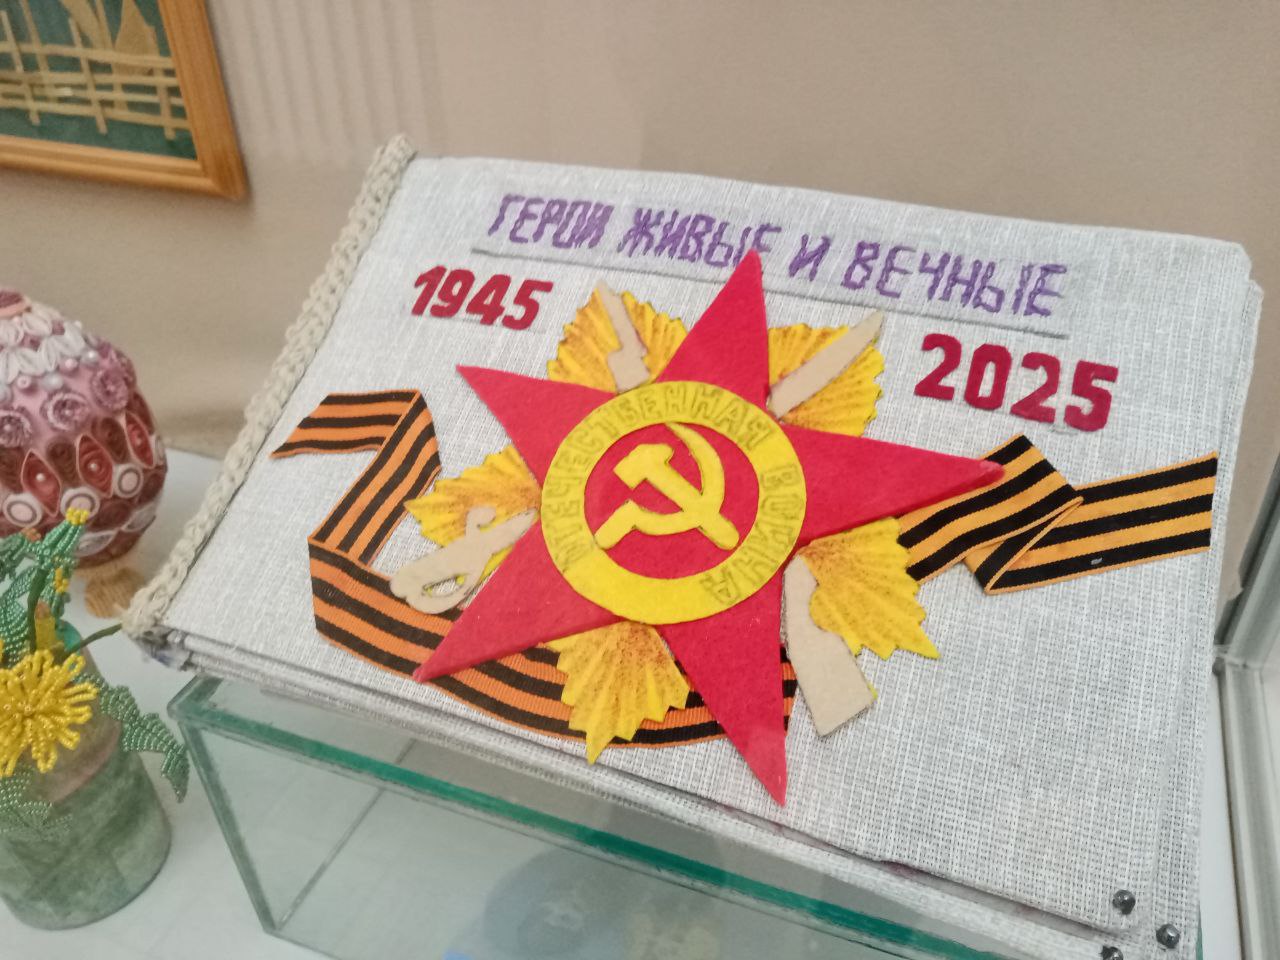 ГЕРОИ ЖИВЫЕ И ВЕЧНЫЕ
1945
2025
ОТЕЧЕСТВЕННАЯ ВОЙНА